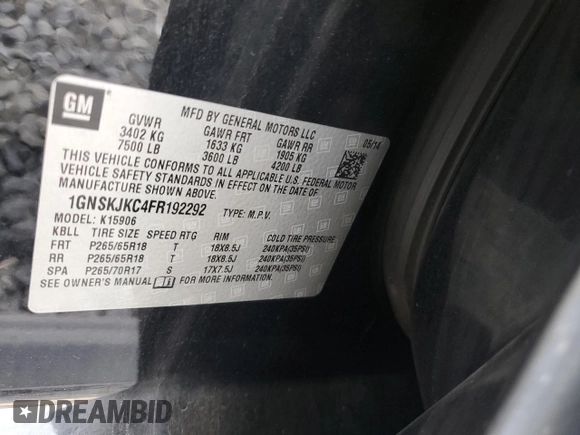 GM
MFD BY GENERAL MOTORS LLC 05/14
GVWR GAWR FRT GAWR RR
3402 KG 1633 KG 1905 KG
7500 LB 3600 LB 4200 LB
THIS VEHICLE CONFORMS TO ALL APPLICABLE U.S. FEDERAL MOTOR
VEHICLE SAFETY STANDARDS IN EFFECT ON THE DATE OF
MANUFACTURE SHOWN ABOVE.
1GNSKJKC4FR192292 TYPE: M.P.V.
MODEL: K15906
KBLL TIRE SIZE SPEED RTG RIM COLD TIRE PRESSURE
FRT P265/65R18 T 18X8.5J 240KPA(35PSI)
RR P265/65R18 T 18X8.5J 240KPA(35PSI)
SPA P265/70R17 S 17X7.5J 240KPA(35PSI)
SEE OWNER'S MANUAL FOR MORE INFORMATION.
DREAMBID